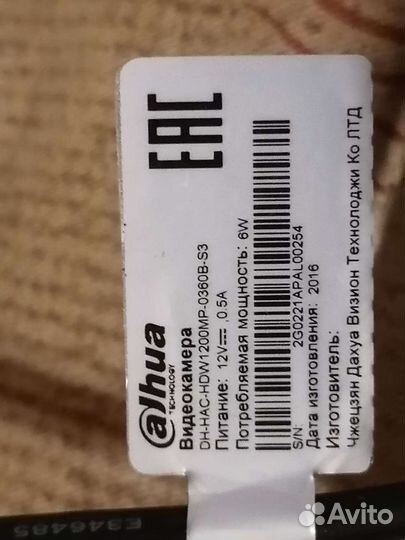 alhua
TECHNOLOGY
EAC
Видеокамера
DH-HAC-HDW1200MP-0360B-S3
Питание: 12V⎓,0.5A
Потребляемая мощность: 6W
S/N: 2G0221APAL00254
Дата изготовления: 2016
Изготовитель:
Чжецзян Дахуа Визион Технолоджи Ко ЛТД
E346485
Avito